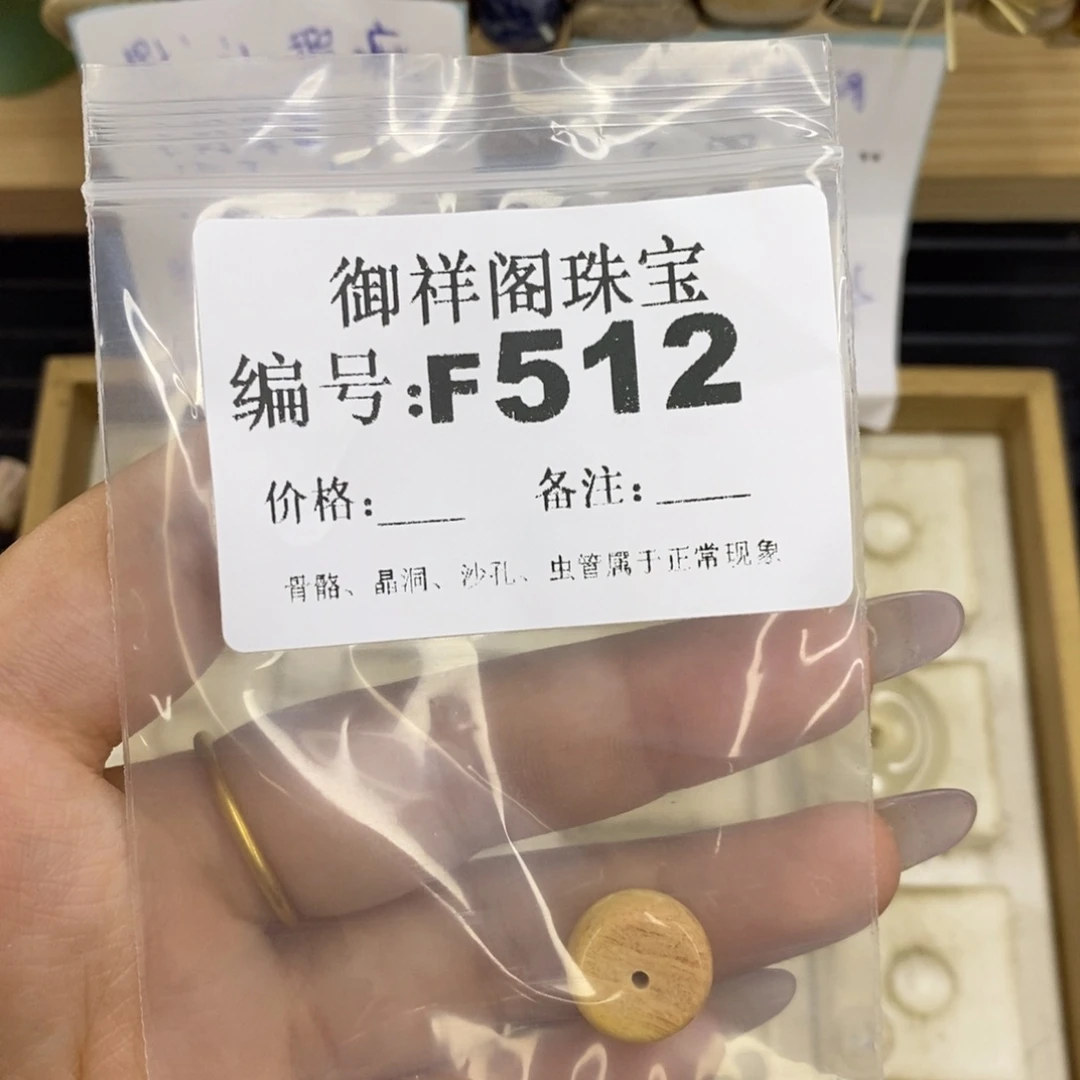 御祥阁珠宝
编号:F512
价格:____ 备注:____
骨髂、晶洞、沙孔、虫管属于正常现象